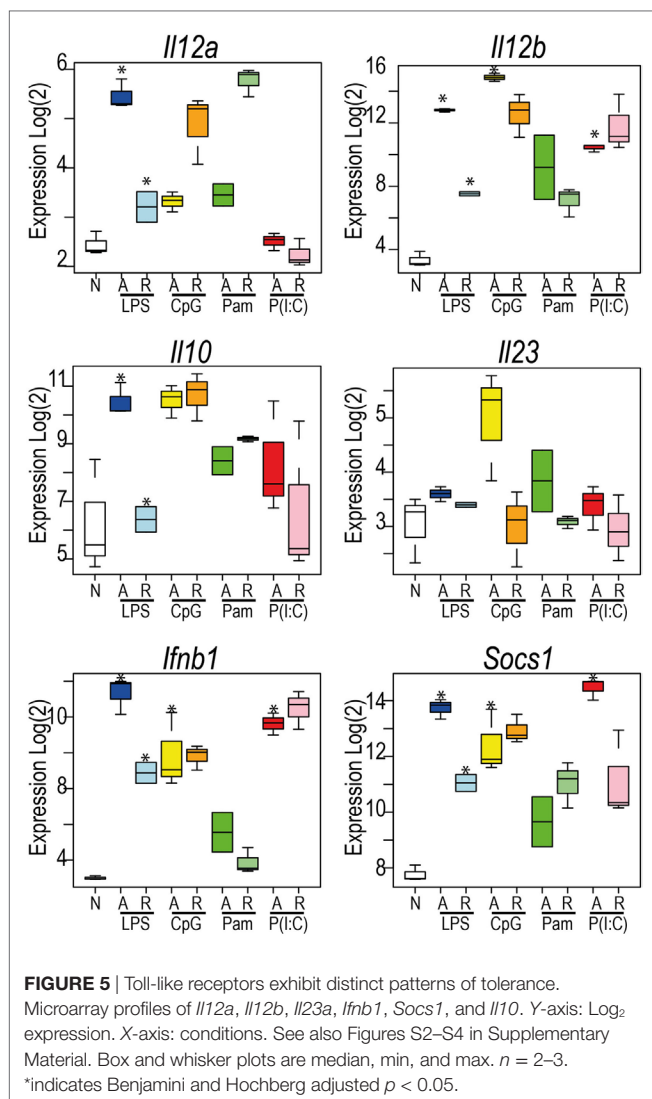 Il12a
Il12b
Expression Log(2)
6
4
2
*
*
N A R A R A R A R
LPS CpG Pam P(I:C)
Expression Log(2)
16
12
8
4
*
*
*
*
N A R A R A R A R
LPS CpG Pam P(I:C)
Il10
Il23
Expression Log(2)
11
9
6
5
*
*
N A R A R A R A R
LPS CpG Pam P(I:C)
Expression Log(2)
5
4
3
N A R A R A R A R
LPS CpG Pam P(I:C)
Ifnb1
Socs1
Expression Log(2)
10
8
4
*
*
*
*
N A R A R A R A R
LPS CpG Pam P(I:C)
Expression Log(2)
14
12
10
8
*
*
*
*
N A R A R A R A R
LPS CpG Pam P(I:C)
FIGURE 5 | Toll-like receptors exhibit distinct patterns of tolerance.
Microarray profiles of Il12a, Il12b, Il23a, Ifnb1, Socs1, and Il10. Y-axis: Log₂
expression. X-axis: conditions. See also Figures S2–S4 in Supplementary
Material. Box and whisker plots are median, min, and max. n = 2–3.
*indicates Benjamini and Hochberg adjusted p < 0.05.